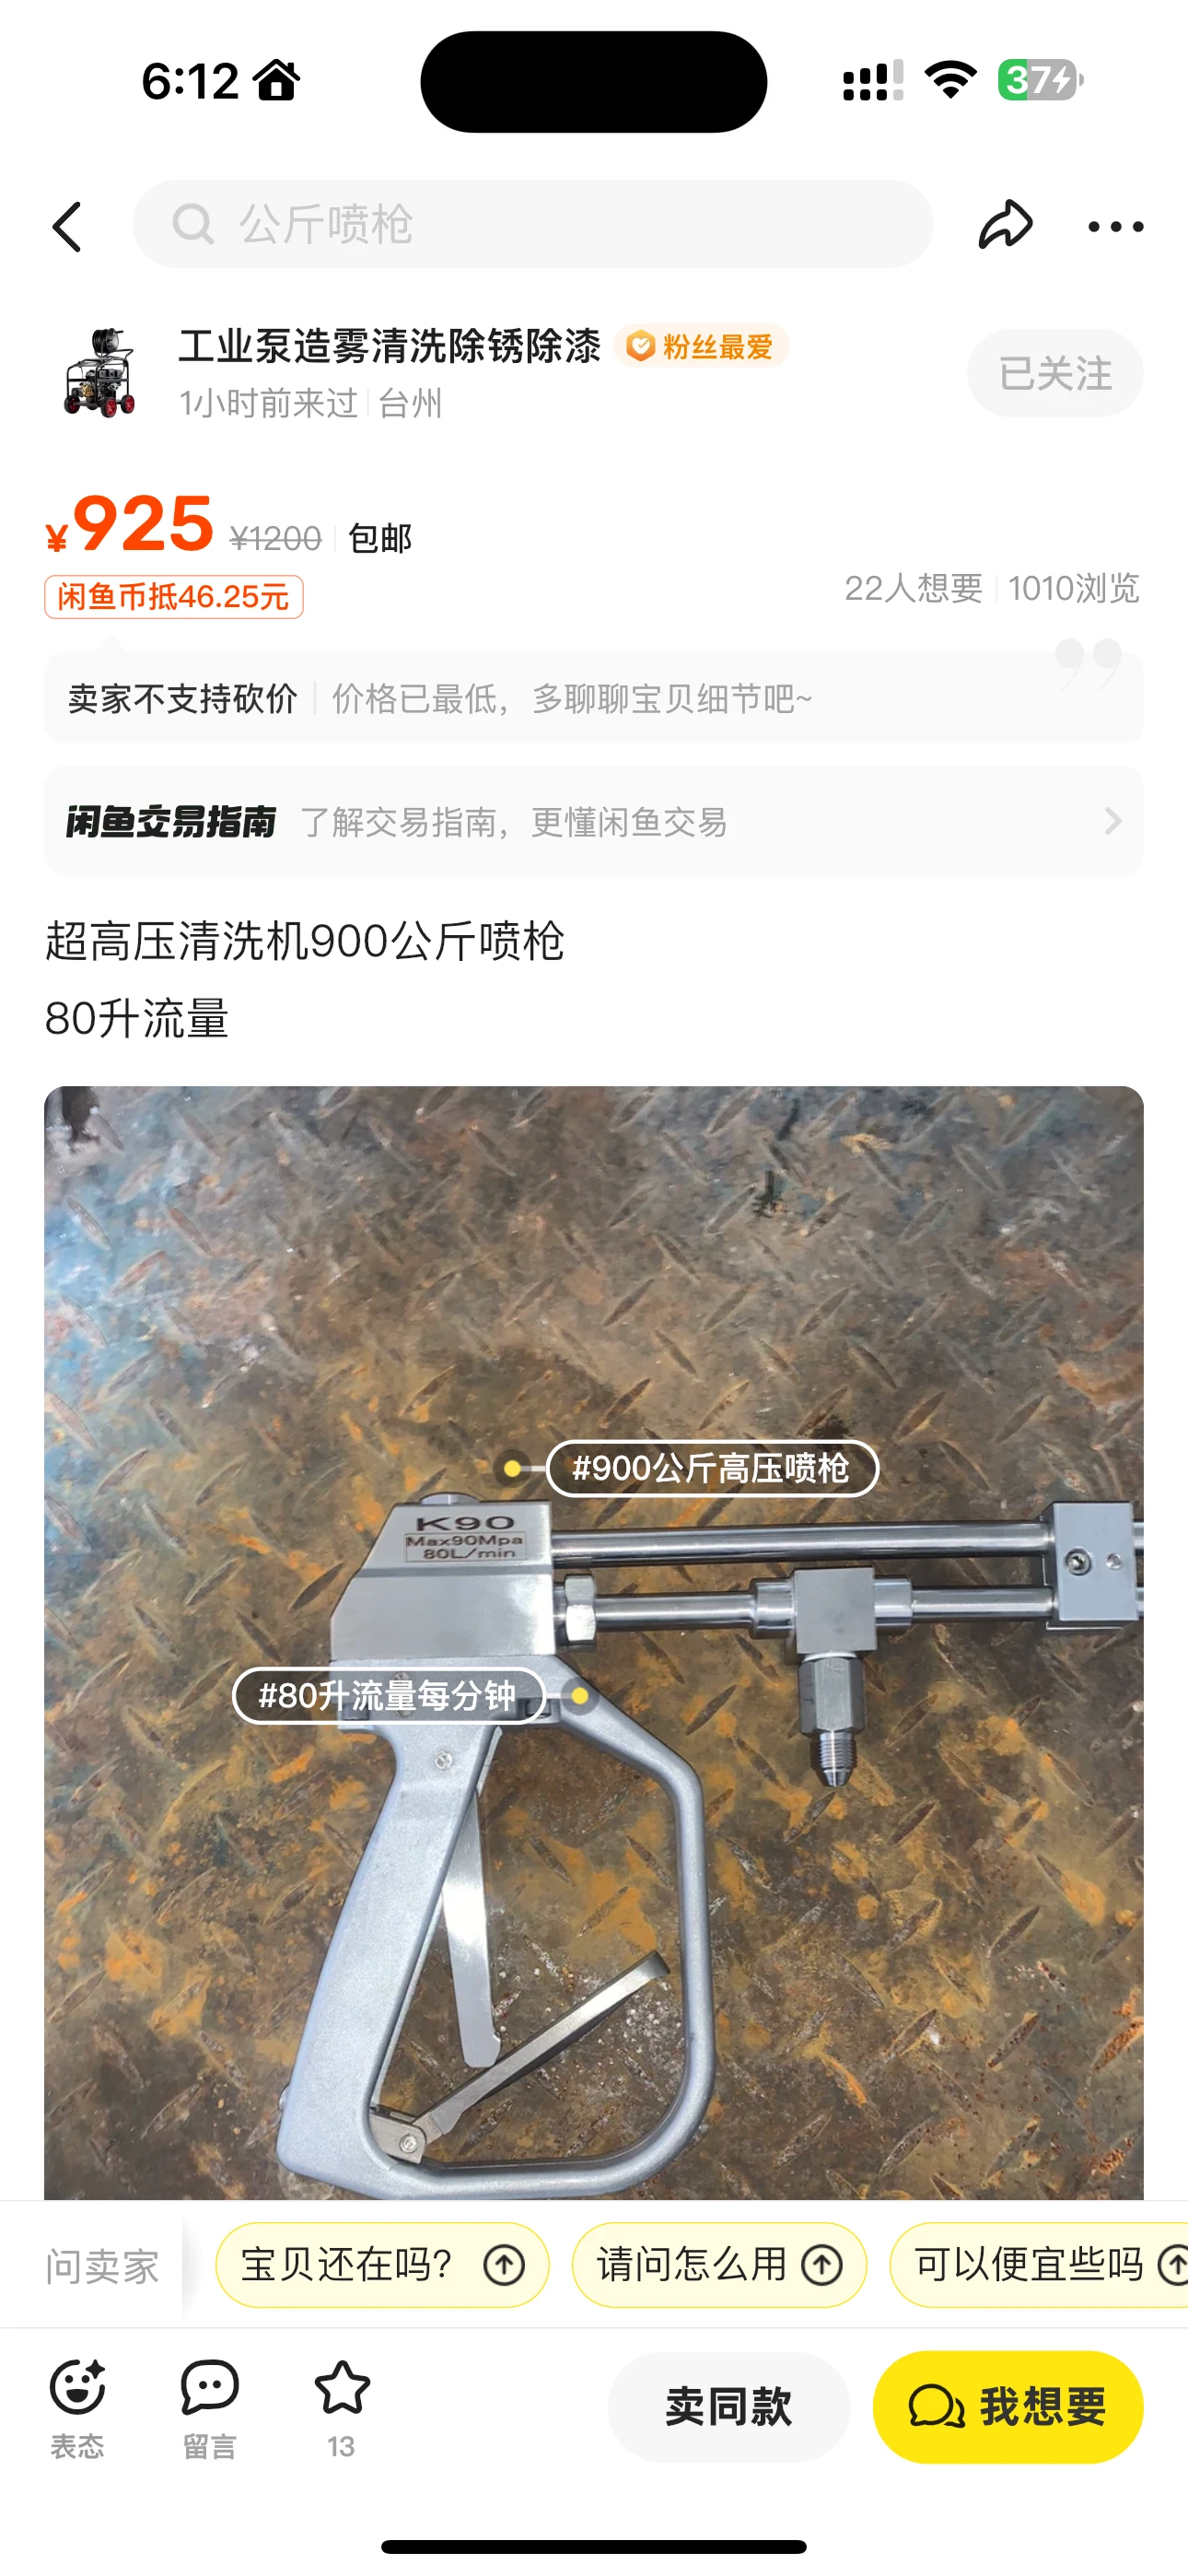 6:12
37
公斤喷枪
工业泵造雾清洗除锈除漆 粉丝最爱
1小时前来过 台州
已关注
¥925 ¥1200 包邮
闲鱼币抵46.25元
22人想要 1010浏览
卖家不支持砍价 价格已最低，多聊聊宝贝细节吧~
闲鱼交易指南 了解交易指南，更懂闲鱼交易
超高压清洗机900公斤喷枪
80升流量
#900公斤高压喷枪
K90
Max90Mpa
80L/min
#80升流量每分钟
问卖家 宝贝还在吗? 请问怎么用 可以便宜些吗
表态 留言 13 卖同款 我想要